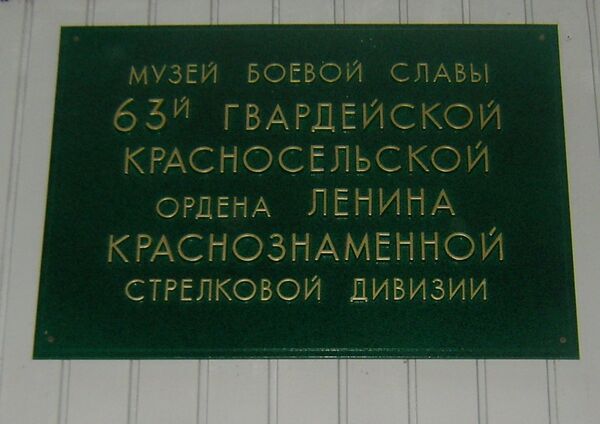 МУЗЕЙ БОЕВОЙ СЛАВЫ
63й ГВАРДЕЙСКОЙ
КРАСНОСЕЛЬСКОЙ
ОРДЕНА ЛЕНИНА
КРАСНОЗНАМЕННОЙ
СТРЕЛКОВОЙ ДИВИЗИИ